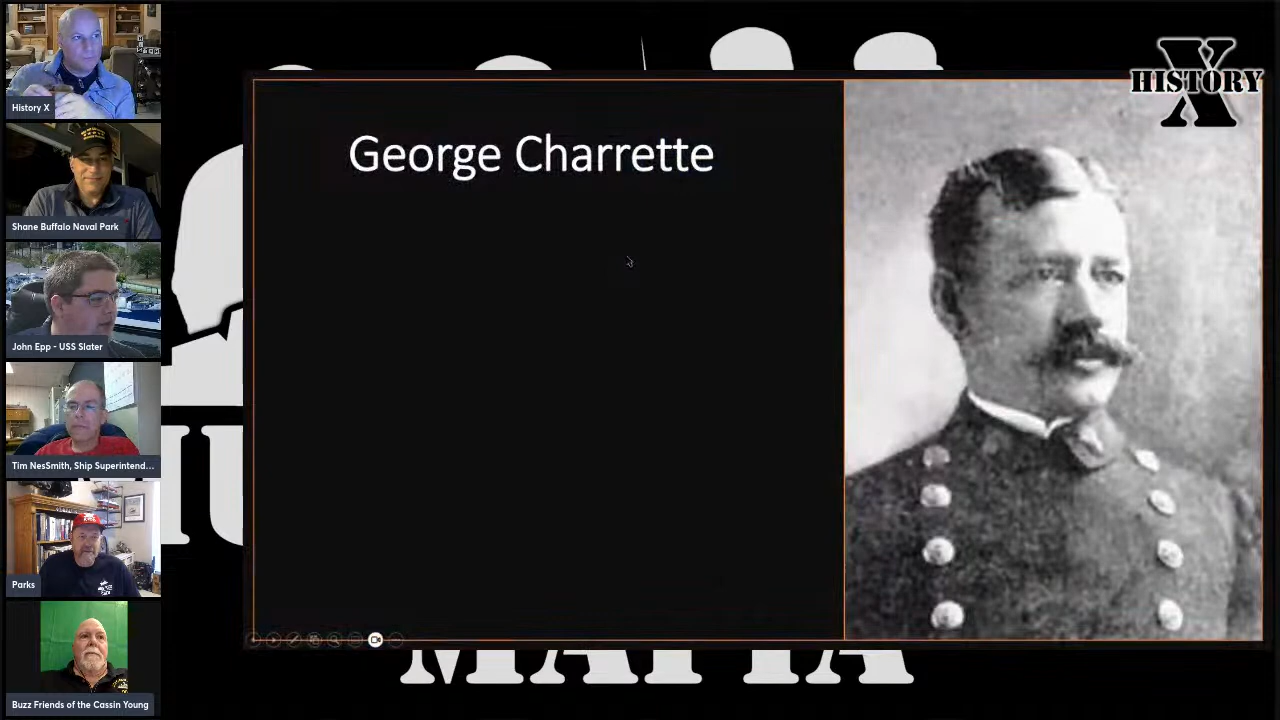 History X
Shane Buffalo Naval Park
John Epp - USS Slater
Tim NesSmith, Ship Superintend...
Parks
Buzz Friends of the Cassin Young
George Charrette
X
HISTORY
MAFIA